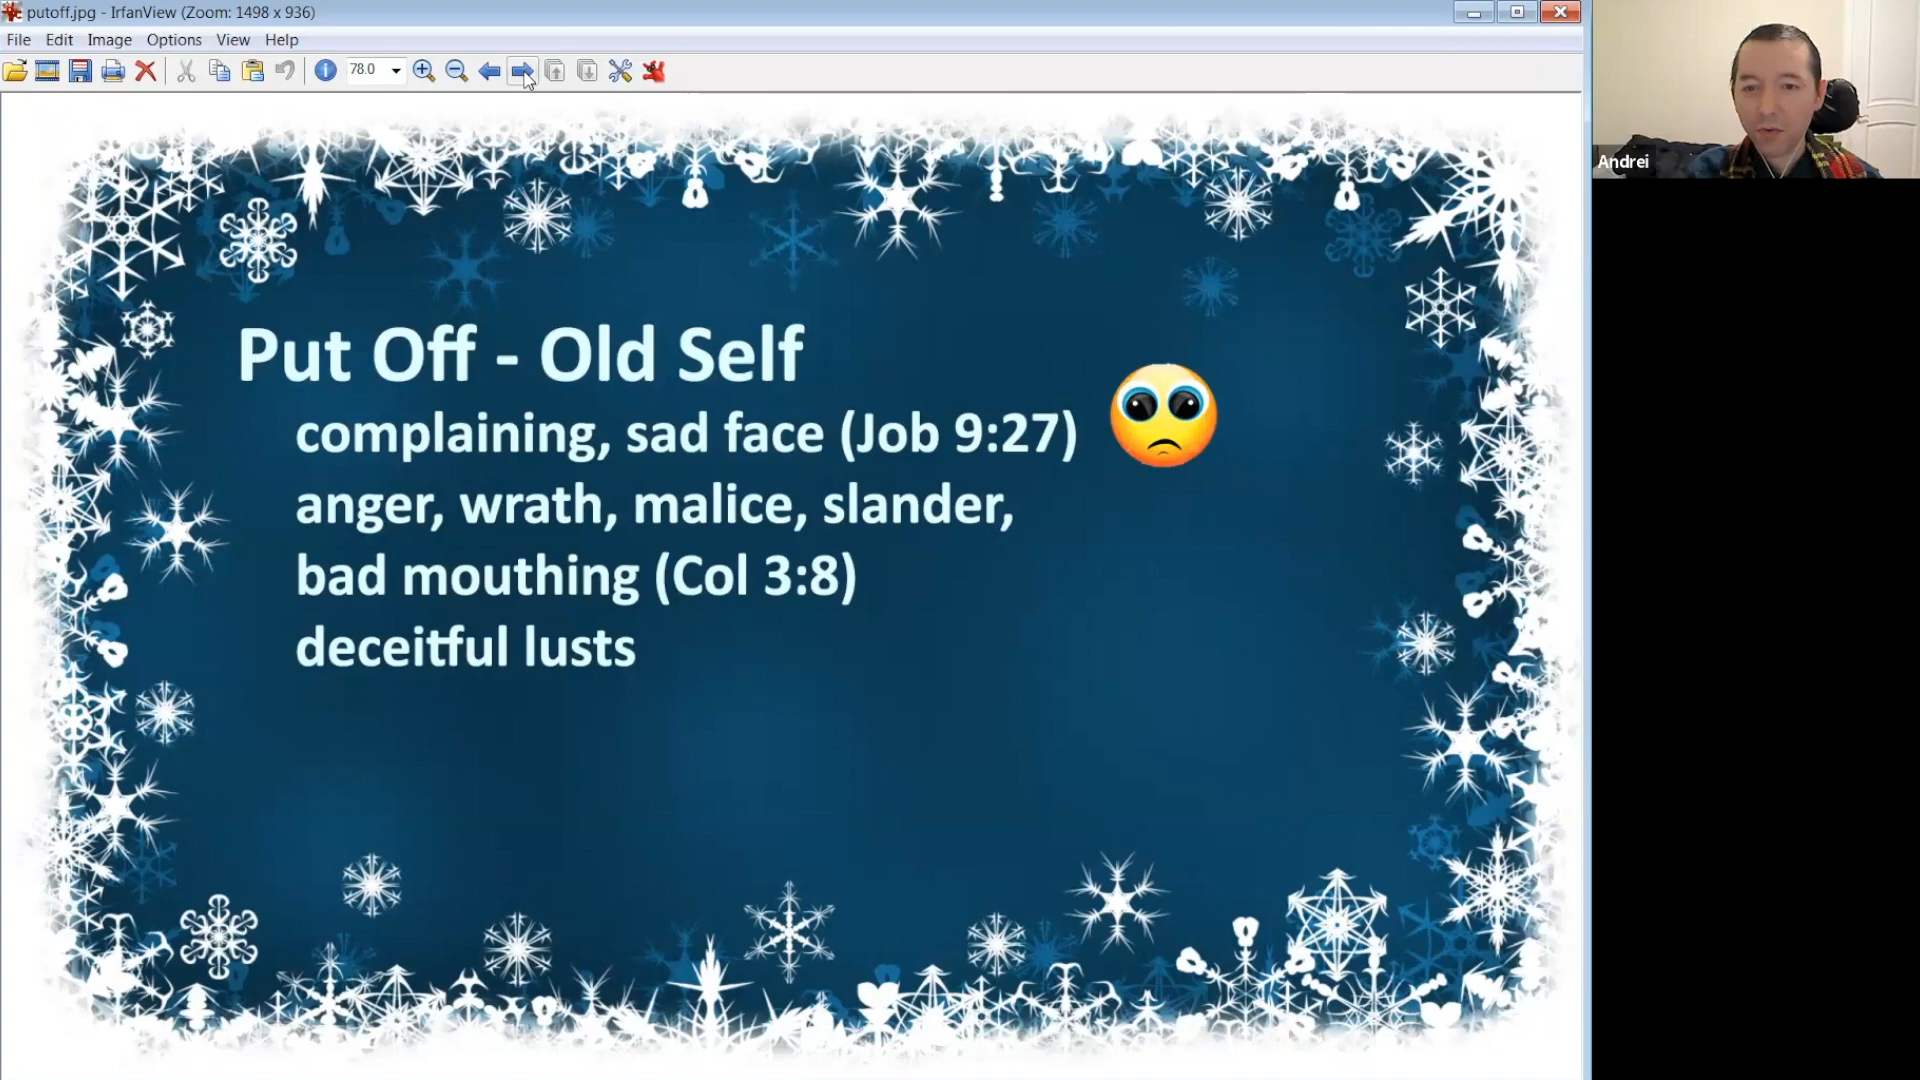 putoff.jpg - IrfanView (Zoom: 1498 x 936)
File Edit Image Options View Help
78.0
Andrei
Put Off - Old Self
complaining, sad face (Job 9:27)
anger, wrath, malice, slander,
bad mouthing (Col 3:8)
deceitful lusts